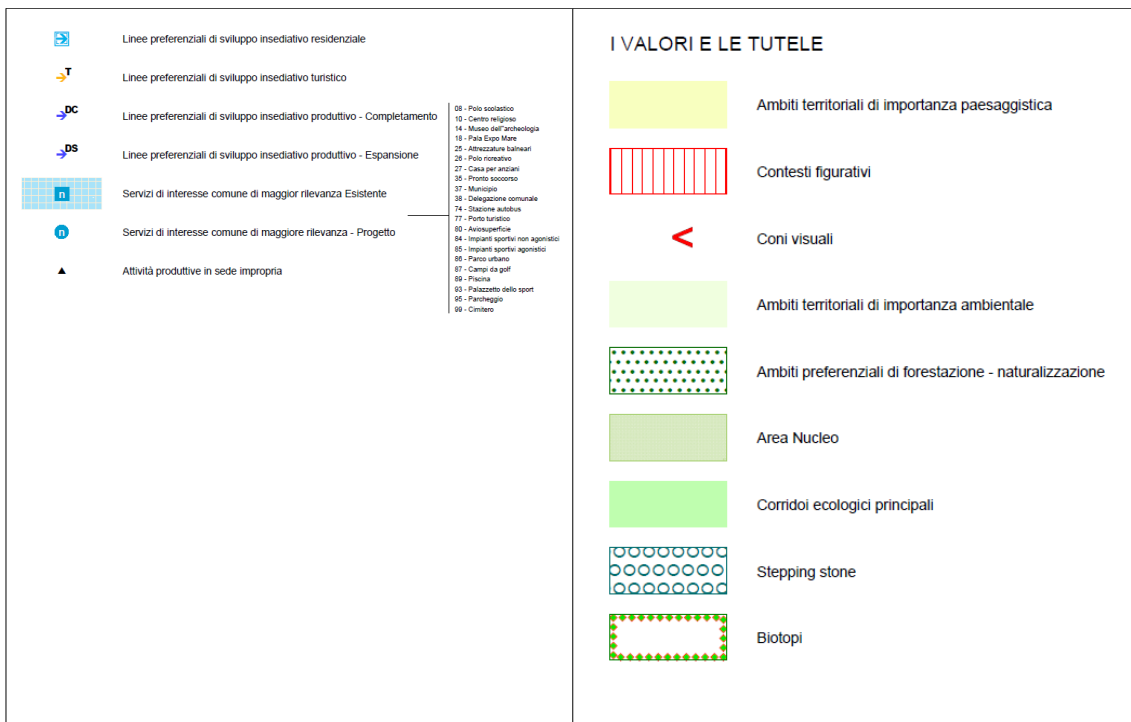 Linee preferenziali di sviluppo insediativo residenziale
T
Linee preferenziali di sviluppo insediativo turistico
DC
Linee preferenziali di sviluppo insediativo produttivo - Completamento
DS
Linee preferenziali di sviluppo insediativo produttivo - Espansione
n
Servizi di interesse comune di maggior rilevanza Esistente
n
Servizi di interesse comune di maggiore rilevanza - Progetto
Attività produttive in sede impropria
08 - Polo scolastico
10 - Centro religioso
14 - Museo dell"archeologia
18 - Pala Expo Mare
25 - Attrezzature balneari
26 - Polo ricreativo
27 - Casa per anziani
35 - Pronto soccorso
37 - Municipio
38 - Delegazione comunale
74 - Stazione autobus
77 - Porto turistico
80 - Aviosuperficie
84 - Impianti sportivi non agonistici
85 - Impianti sportivi agonistici
86 - Parco urbano
87 - Campi da golf
89 - Piscina
93 - Palazzetto dello sport
95 - Parcheggio
99 - Cimitero
I VALORI E LE TUTELE
Ambiti territoriali di importanza paesaggistica
Contesti figurativi
Coni visuali
Ambiti territoriali di importanza ambientale
Ambiti preferenziali di forestazione - naturalizzazione
Area Nucleo
Corridoi ecologici principali
Stepping stone
Biotopi